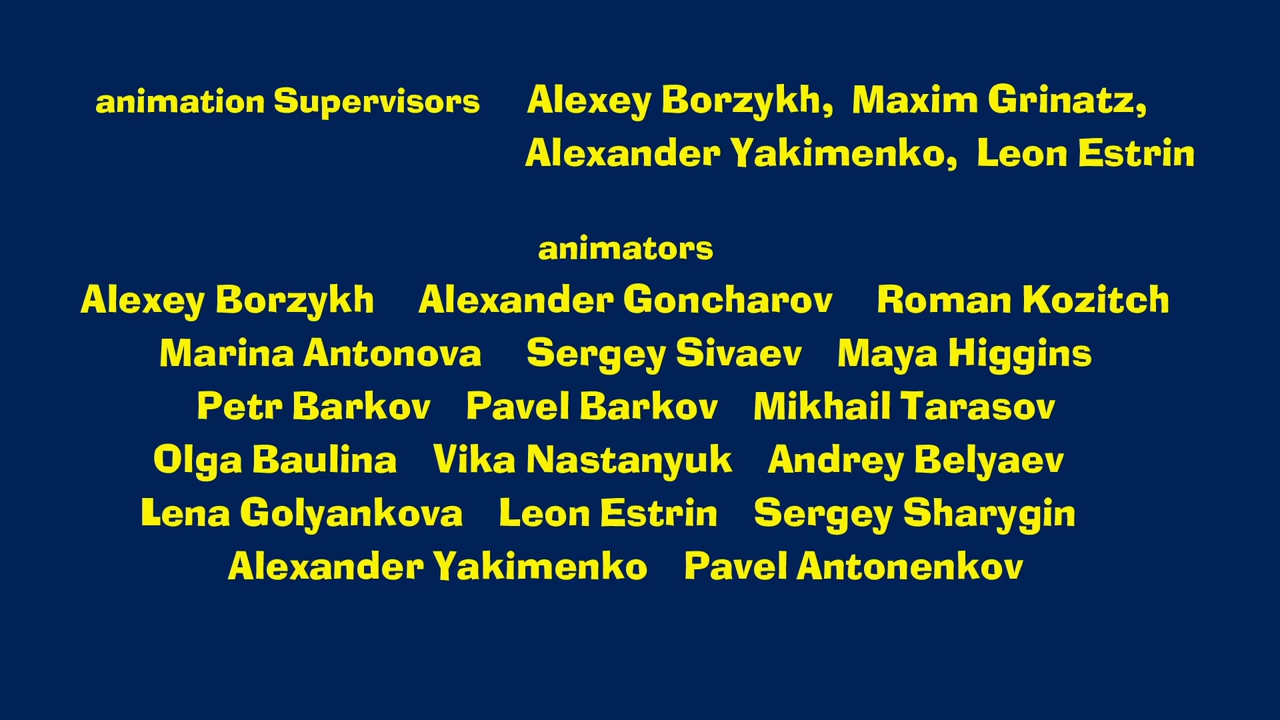 animation Supervisors Alexey Borzykh, Maxim Grinatz,
Alexander Yakimenko, Leon Estrin
animators
Alexey Borzykh Alexander Goncharov Roman Kozitch
Marina Antonova Sergey Sivaev Maya Higgins
Petr Barkov Pavel Barkov Mikhail Tarasov
Olga Baulina Vika Nastanyuk Andrey Belyaev
Lena Golyankova Leon Estrin Sergey Sharygin
Alexander Yakimenko Pavel Antonenkov